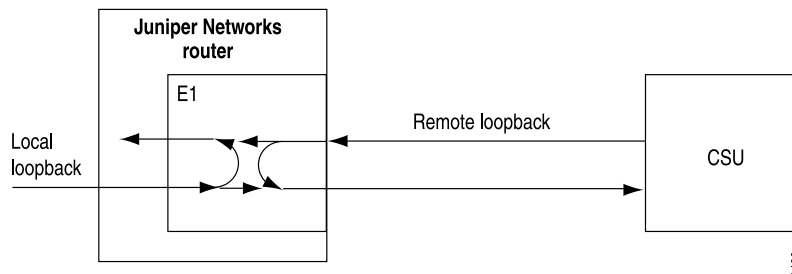 Juniper Networks
router
E1
Local
loopback
Remote loopback
CSU